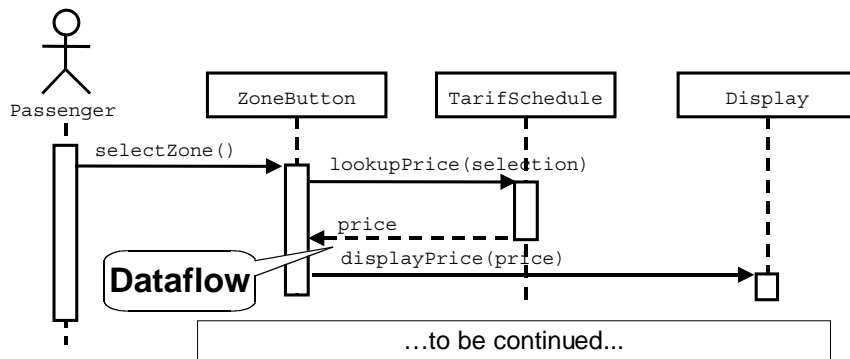 Passenger
ZoneButton
TarifSchedule
Display
selectZone()
lookupPrice(selection)
price
Dataflow
displayPrice(price)
…to be continued...